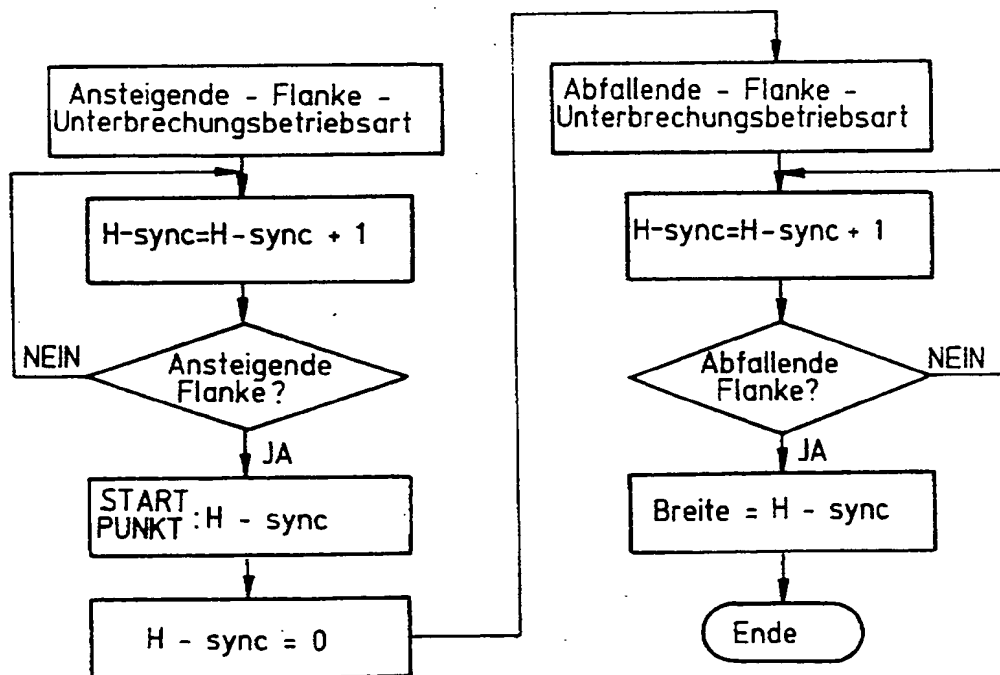 Ansteigende - Flanke -
Unterbrechungsbetriebsart
H-sync=H-sync + 1
NEIN
Ansteigende
Flanke?
JA
START
PUNKT : H - sync
H - sync = 0
Abfallende - Flanke -
Unterbrechungsbetriebsart
H-sync=H-sync + 1
Abfallende
Flanke?
NEIN
JA
Breite = H - sync
Ende